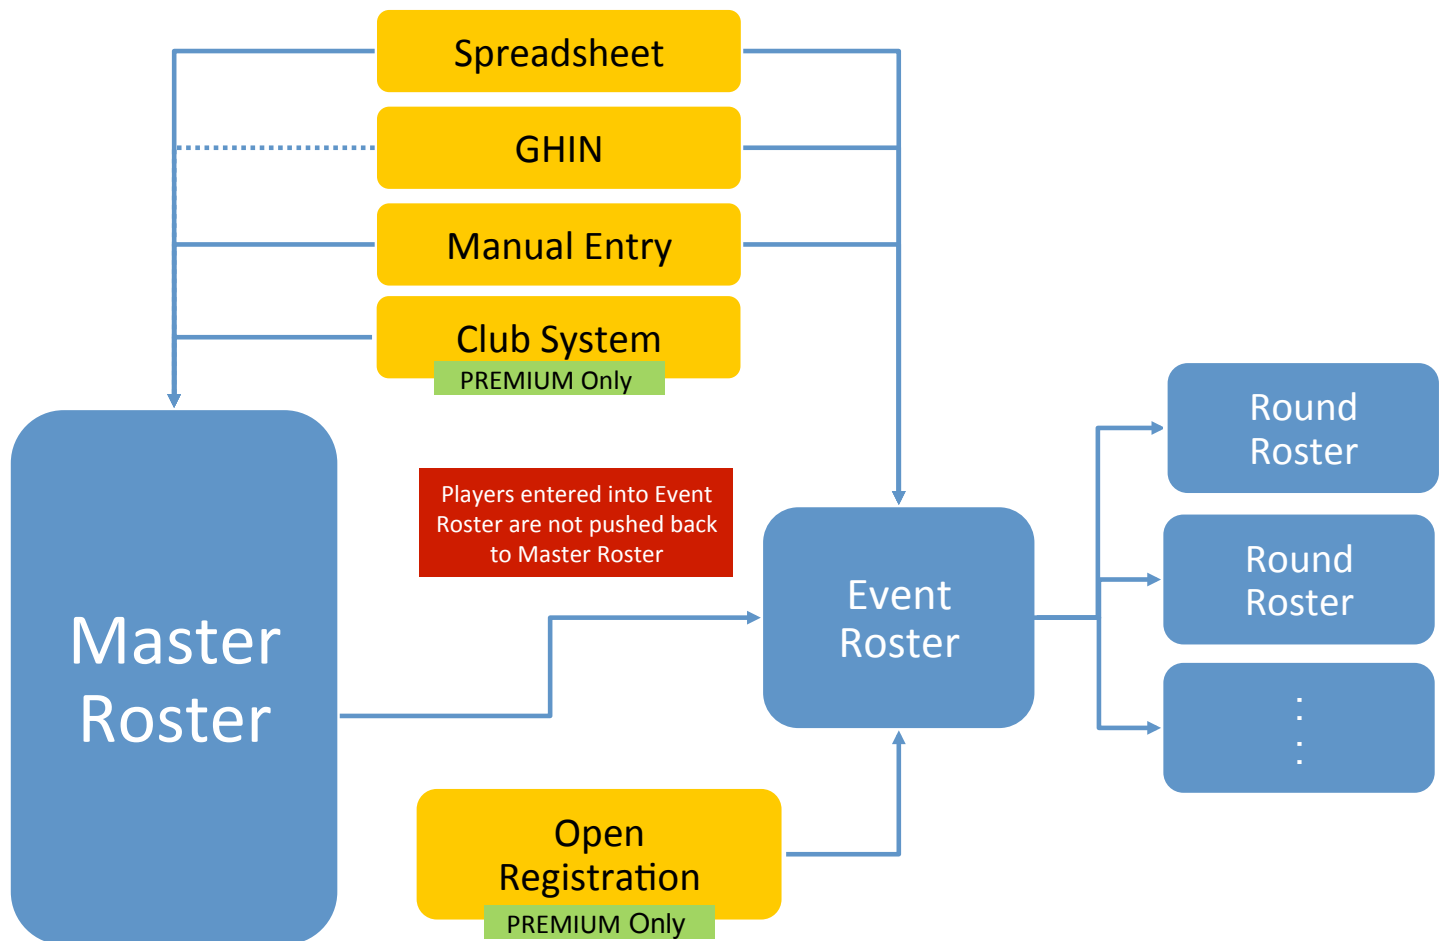 Spreadsheet
GHIN
Manual Entry
Club System
PREMIUM Only
Master
Roster
Players entered into Event
Roster are not pushed back
to Master Roster
Event
Roster
Round
Roster
Round
Roster
:
:
Open
Registration
PREMIUM Only